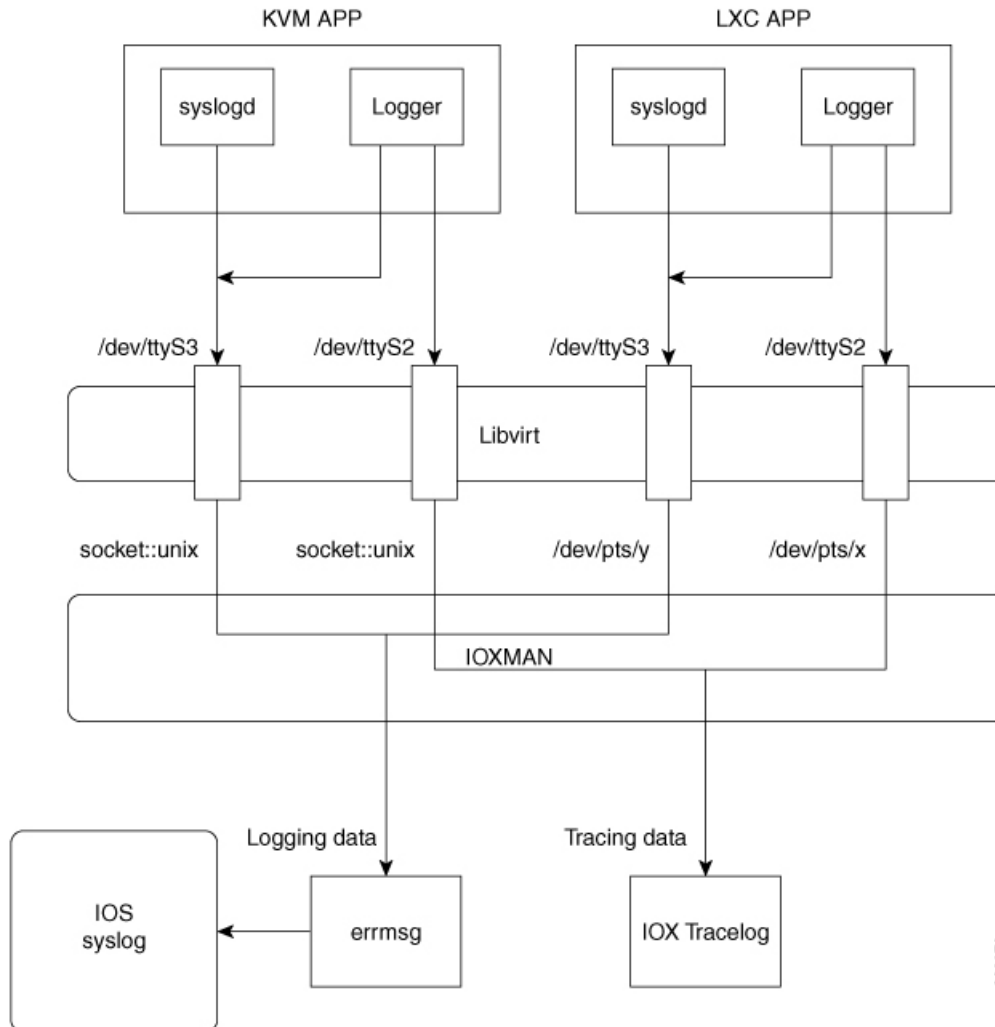 KVM APP
LXC APP
syslogd
Logger
syslogd
Logger
/dev/ttyS3
/dev/ttyS2
/dev/ttyS3
/dev/ttyS2
Libvirt
socket::unix
socket::unix
/dev/pts/y
/dev/pts/x
IOXMAN
Logging data
Tracing data
IOS
syslog
errmsg
IOX Tracelog